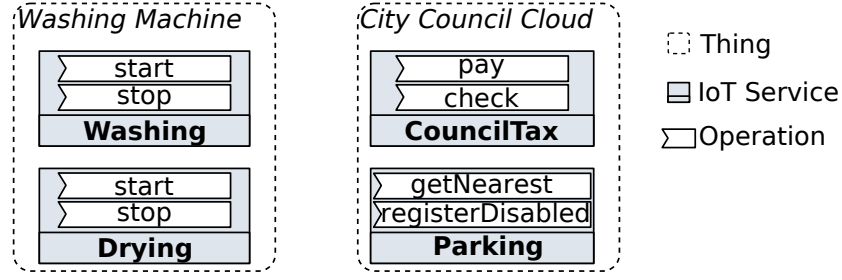 Washing Machine
start
stop
Washing
start
stop
Drying
City Council Cloud
pay
check
CouncilTax
getNearest
registerDisabled
Parking
Thing
IoT Service
Operation